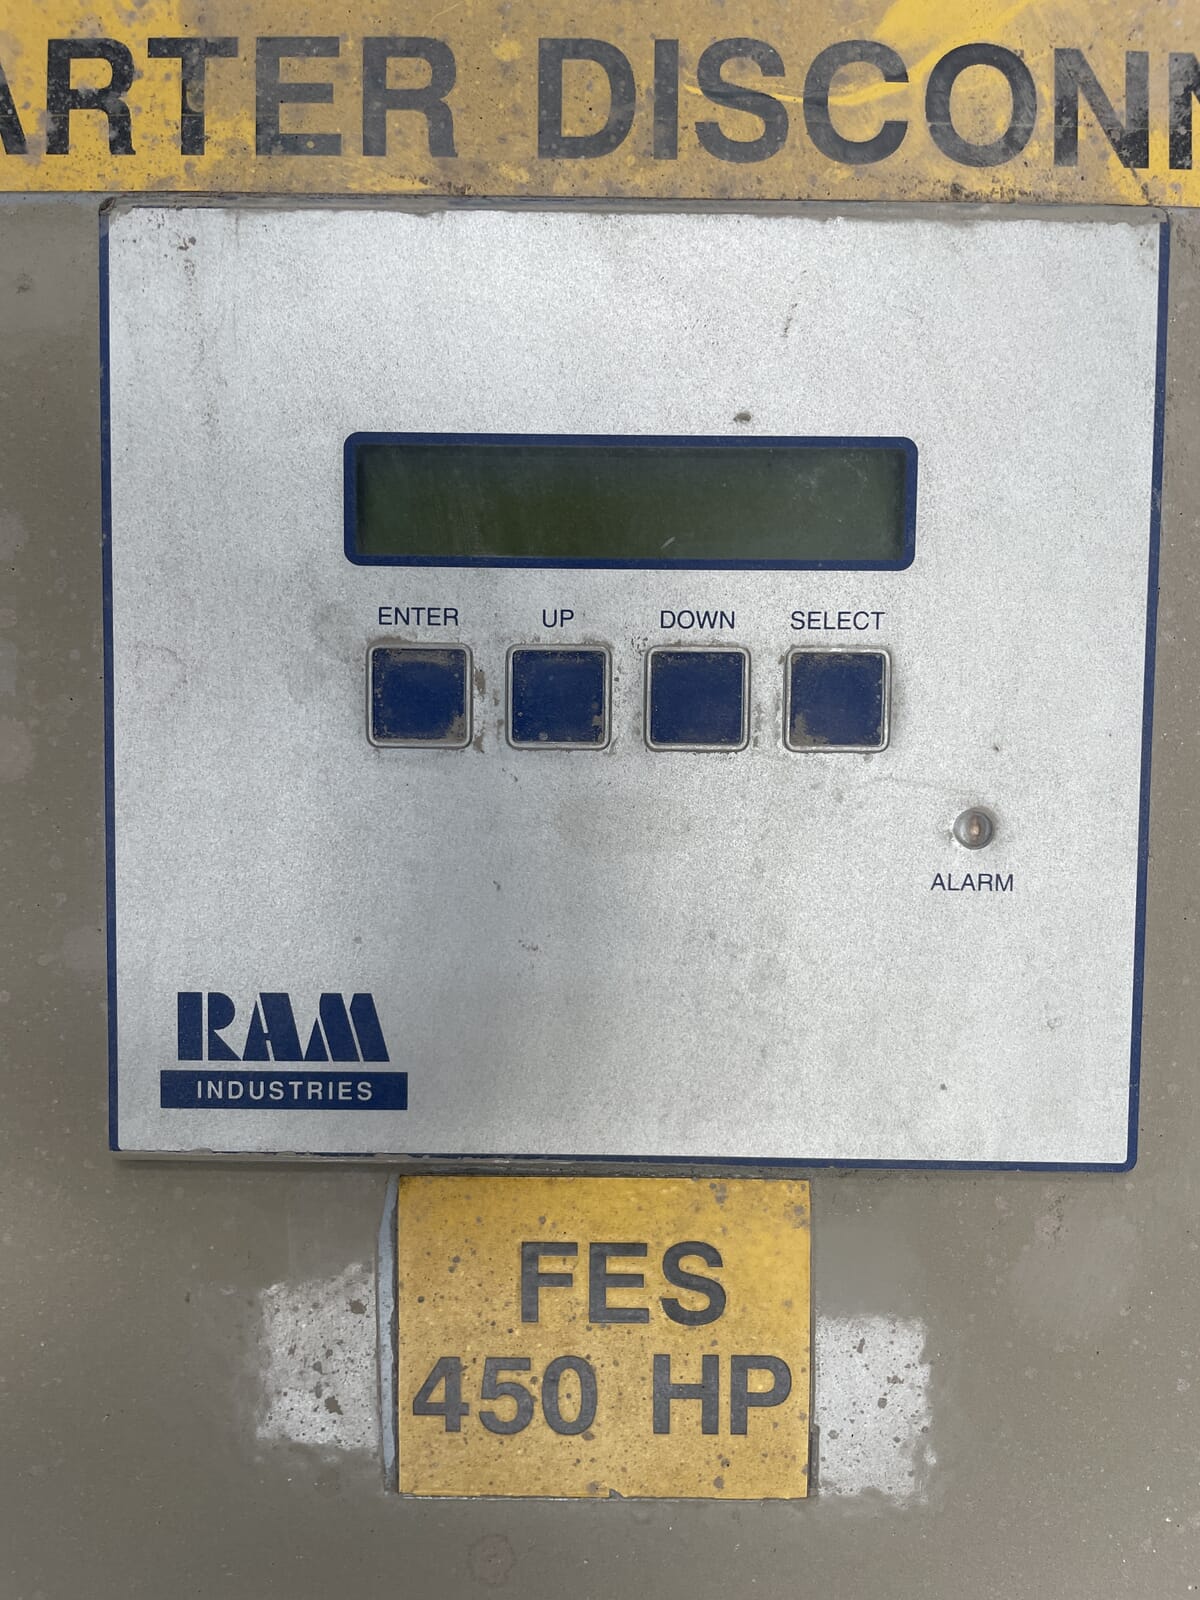 ARTER DISCONN
ENTER UP DOWN SELECT
ALARM
RAM
INDUSTRIES
FES
450 HP